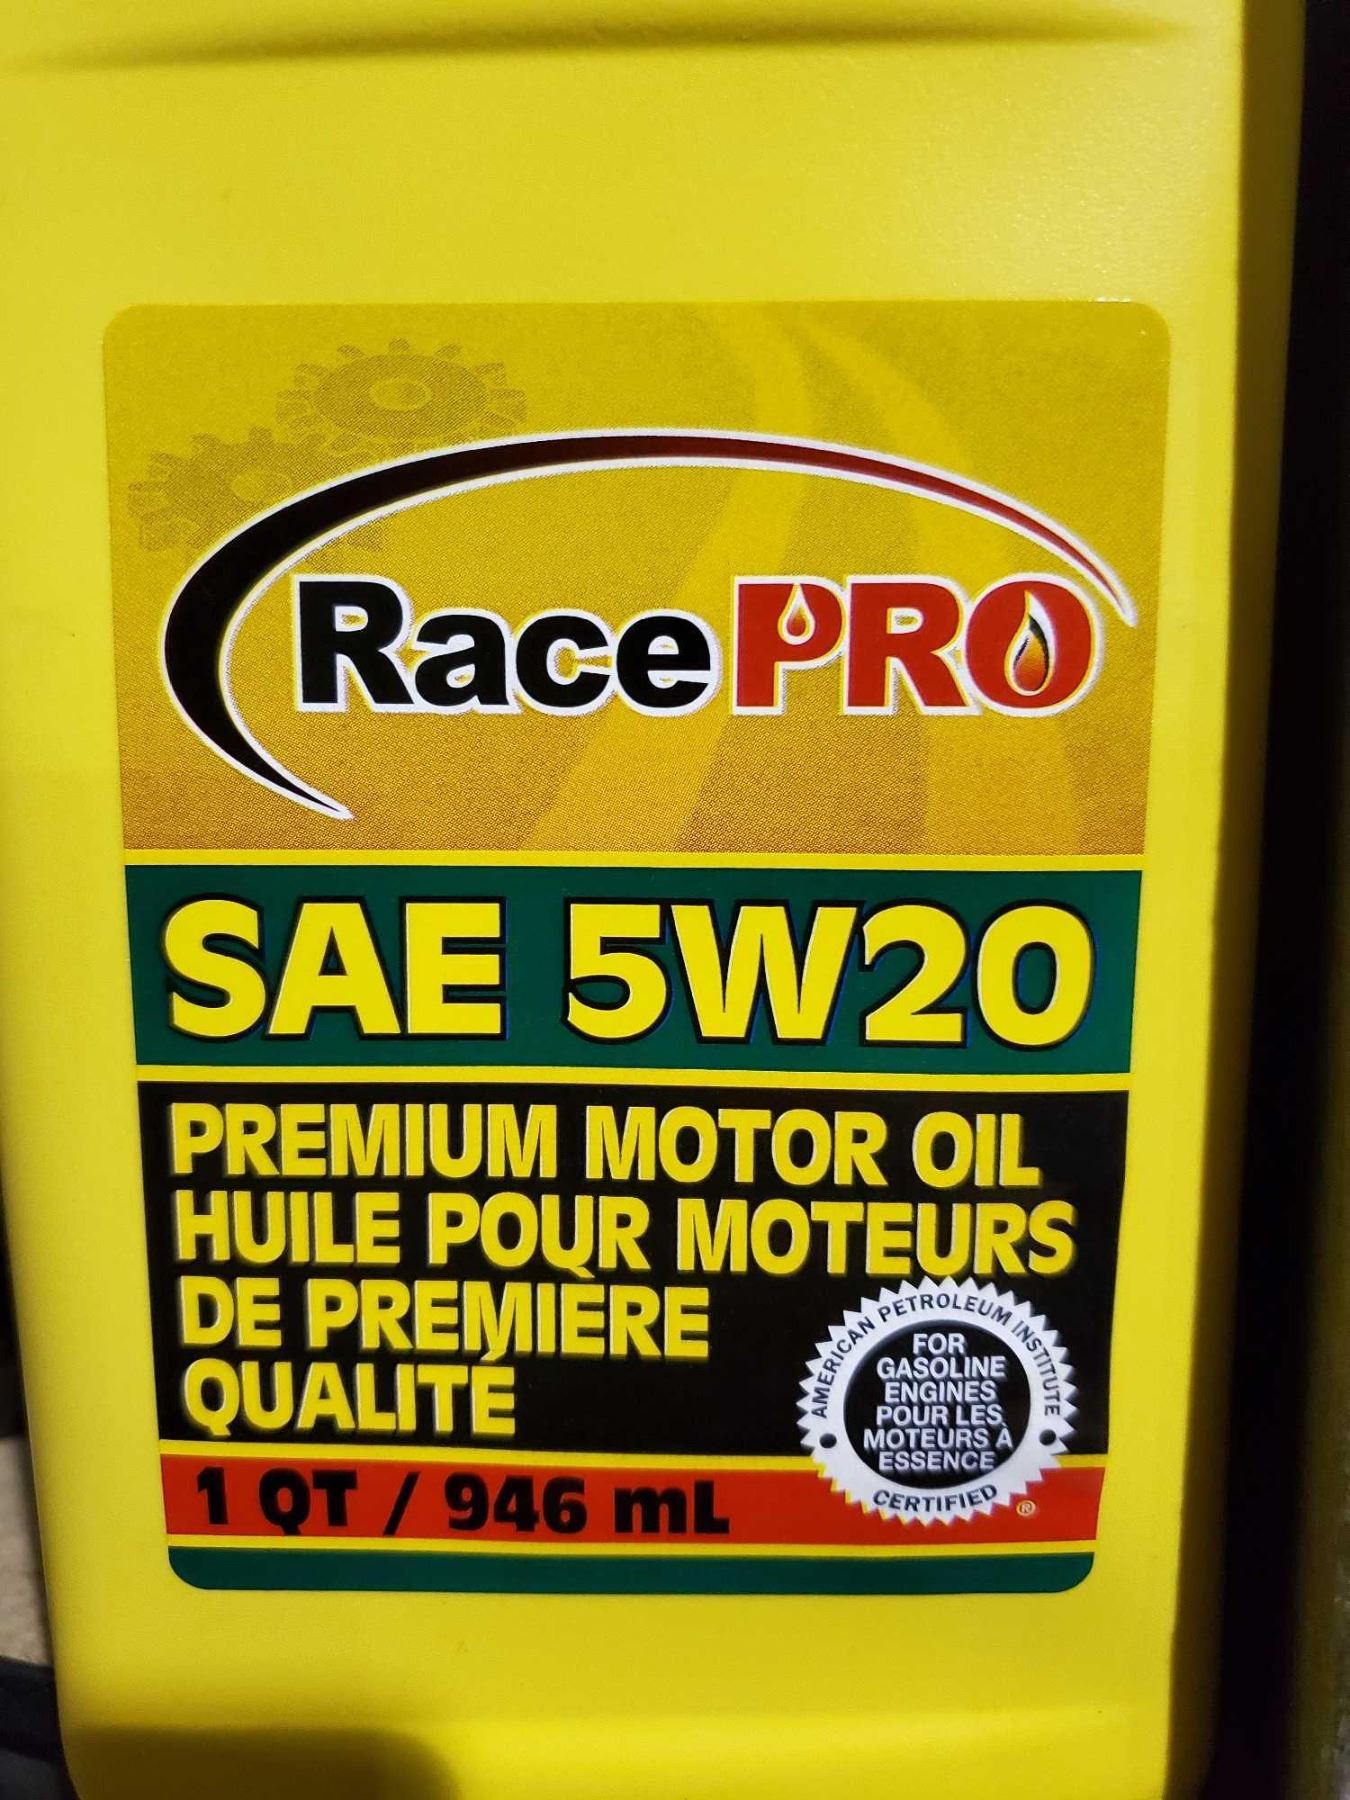 RacePRO
SAE 5W20
PREMIUM MOTOR OIL
HUILE POUR MOTEURS
DE PREMIÈRE
QUALITÉ
1 QT / 946 mL
AMERICAN PETROLEUM INSTITUTE
FOR
GASOLINE
ENGINES
POUR LES
MOTEURS À
ESSENCE
CERTIFIED ®